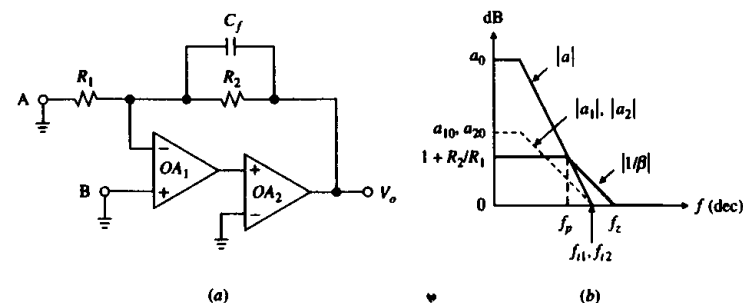 C_f
R_1
R_2
A
B
−
+
OA_1
+
−
OA_2
V_o
(a)
dB
a_0
|a|
|a_1|, |a_2|
a_10, a_20
1 + R_2/R_1
|1/β|
0
f_p
f_z
f (dec)
f_t1, f_t2
(b)